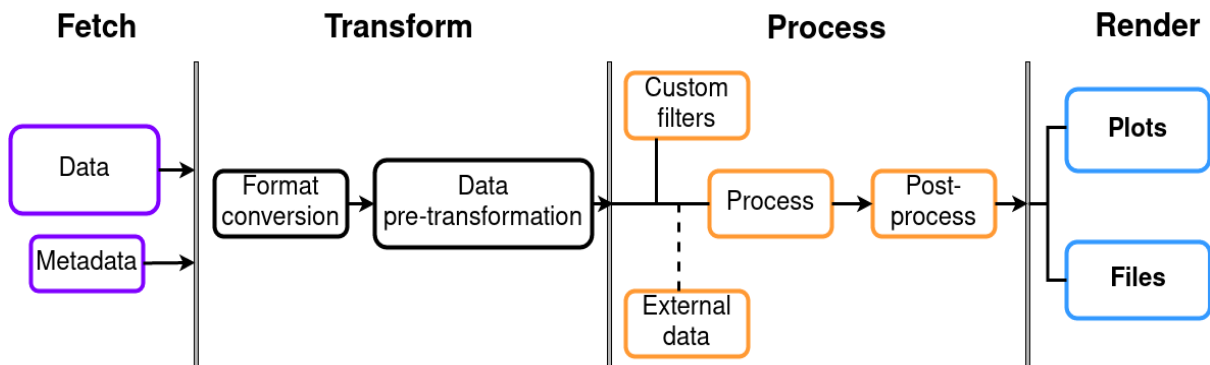 Fetch
Transform
Process
Render
Data
Metadata
Format
conversion
Data
pre-transformation
Custom
filters
Process
Post-
process
External
data
Plots
Files